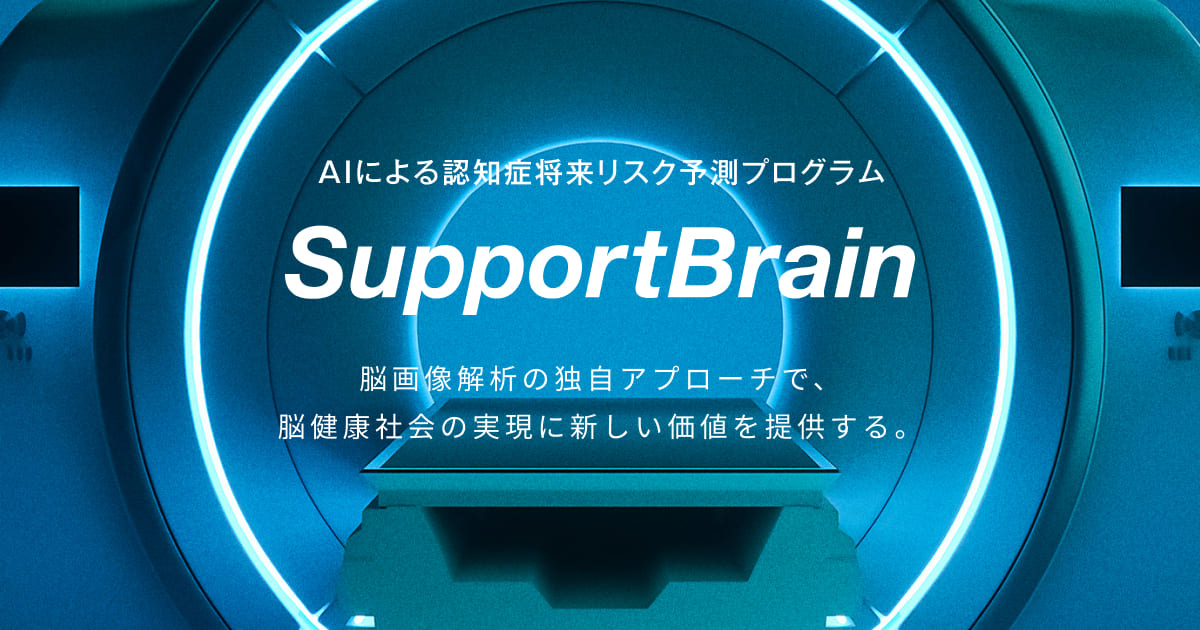 AIによる認知症将来リスク予測プログラム
SupportBrain
脳画像解析の独自アプローチで、
脳健康社会の実現に新しい価値を提供する。